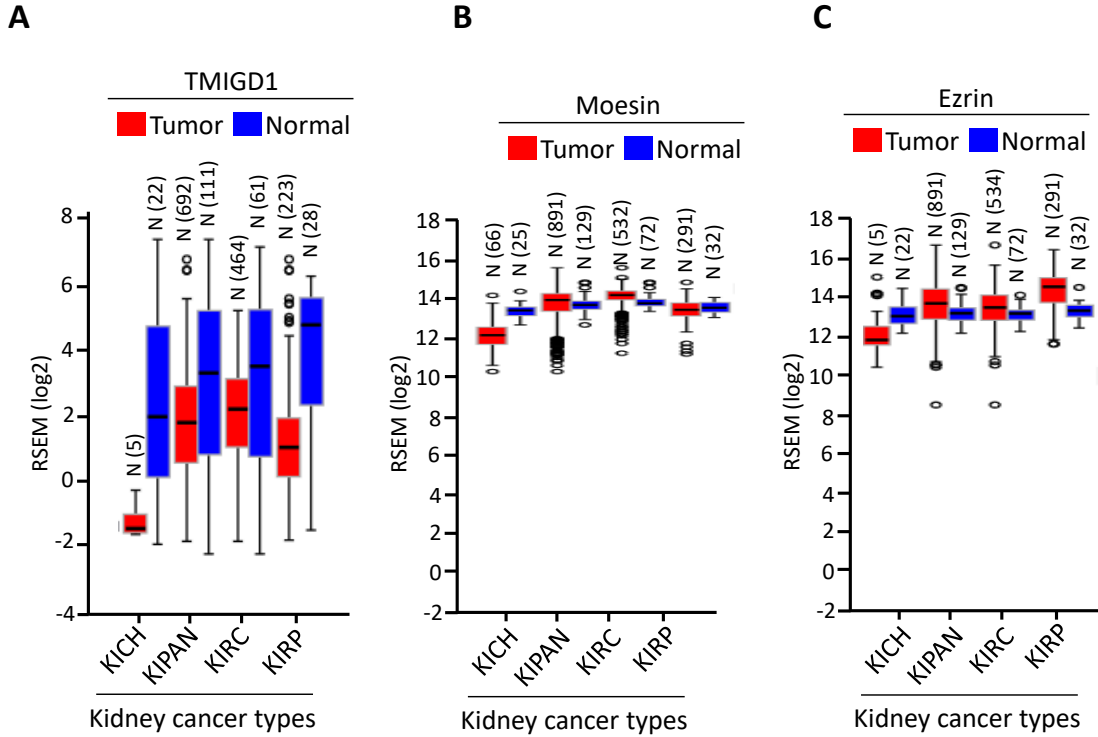 A
TMIGD1
Tumor Normal
N (5)
N (22)
N (692)
N (111)
N (464)
N (61)
N (223)
N (28)
RSEM (log2)
8
6
4
2
0
-2
-4
KICH
KIPAN
KIRC
KIRP
Kidney cancer types
B
Moesin
Tumor Normal
N (66)
N (25)
N (891)
N (129)
N (532)
N (72)
N (291)
N (32)
RSEM (log2)
18
16
14
12
10
14
6
4
2
0
-2
KICH
KIPAN
KIRC
KIRP
Kidney cancer types
C
Ezrin
Tumor Normal
N (5)
N (22)
N (891)
N (129)
N (534)
N (72)
N (291)
N (32)
RSEM (log2)
18
16
14
12
10
8
6
4
2
0
-2
KICH
KIPAN
KIRC
KIRP
Kidney cancer types